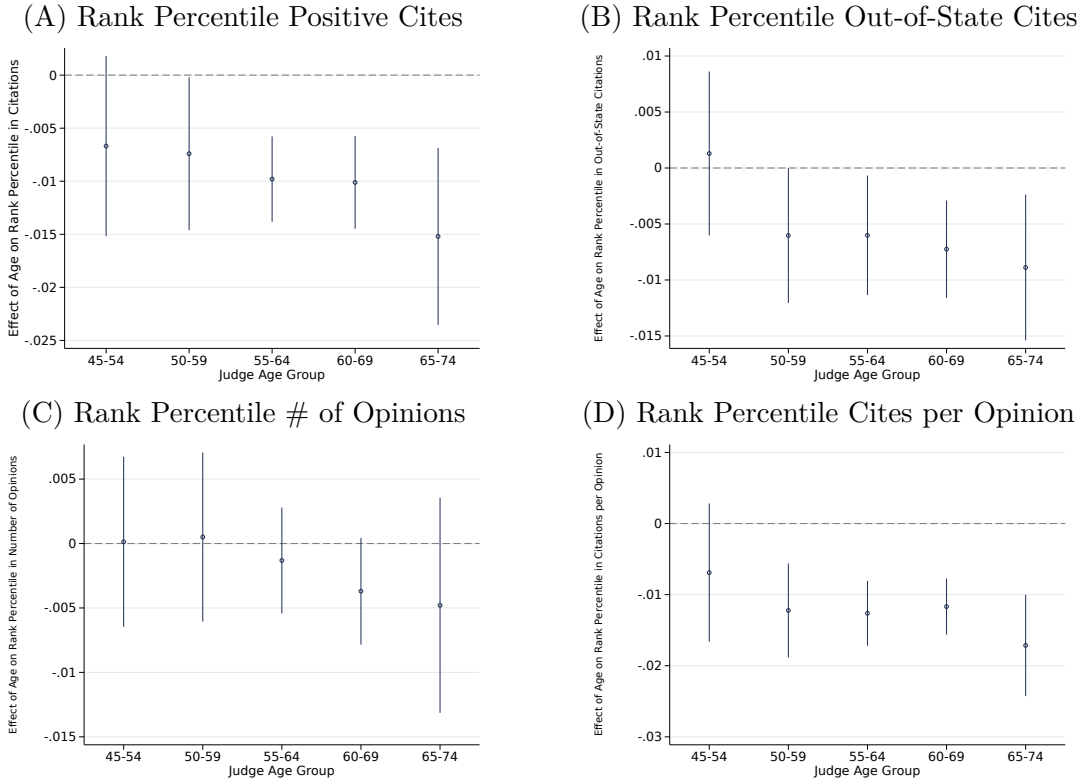 (A) Rank Percentile Positive Cites
Effect of Age on Rank Percentile in Citations
0
-.005
-.01
-.015
-.02
-.025
45-54 50-59 55-64 60-69 65-74
Judge Age Group
(B) Rank Percentile Out-of-State Cites
Effect of Age on Rank Percentile in Out-of-State Citations
.01
.005
0
-.005
-.01
-.015
45-54 50-59 55-64 60-69 65-74
Judge Age Group
(C) Rank Percentile # of Opinions
Effect of Age on Rank Percentile in Number of Opinions
.005
0
-.005
-.01
-.015
45-54 50-59 55-64 60-69 65-74
Judge Age Group
(D) Rank Percentile Cites per Opinion
Effect of Age on Rank Percentile in Citations per Opinion
.01
0
-.01
-.02
-.03
45-54 50-59 55-64 60-69 65-74
Judge Age Group